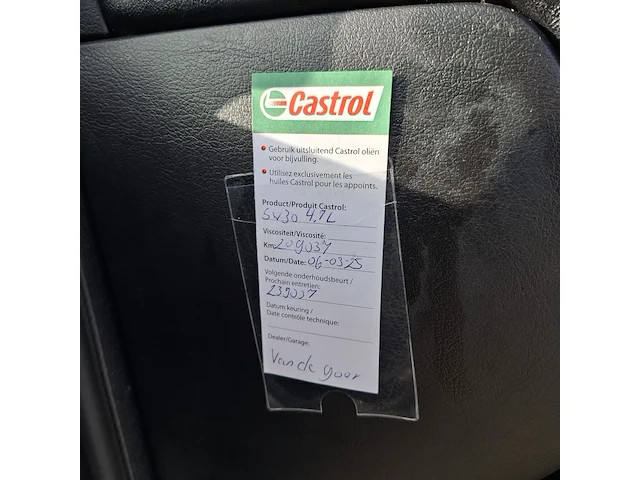 Castrol
Gebruik uitsluitend Castrol oliën
voor bijvulling.
Utilisez exclusivement les
huiles Castrol pour les appoints.
Product/Produit Castrol:
5W30 4,7L
Viscositeit/Viscosité:
Km: 209037
Datum/Date: 06-03-25
Volgende onderhoudsbeurt /
Prochain entretien:
239037
Datum keuring /
Date contrôle technique:
Dealer/Garage:
Van de goor